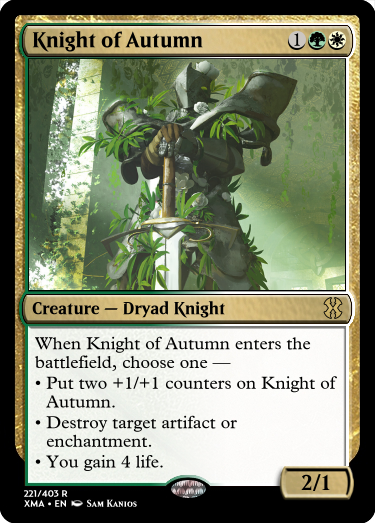 Knight of Autumn 1
Creature — Dryad Knight
When Knight of Autumn enters the
battlefield, choose one —
• Put two +1/+1 counters on Knight of
Autumn.
• Destroy target artifact or
enchantment.
• You gain 4 life.
2/1
221/403 R
XMA • EN Sam Kanios